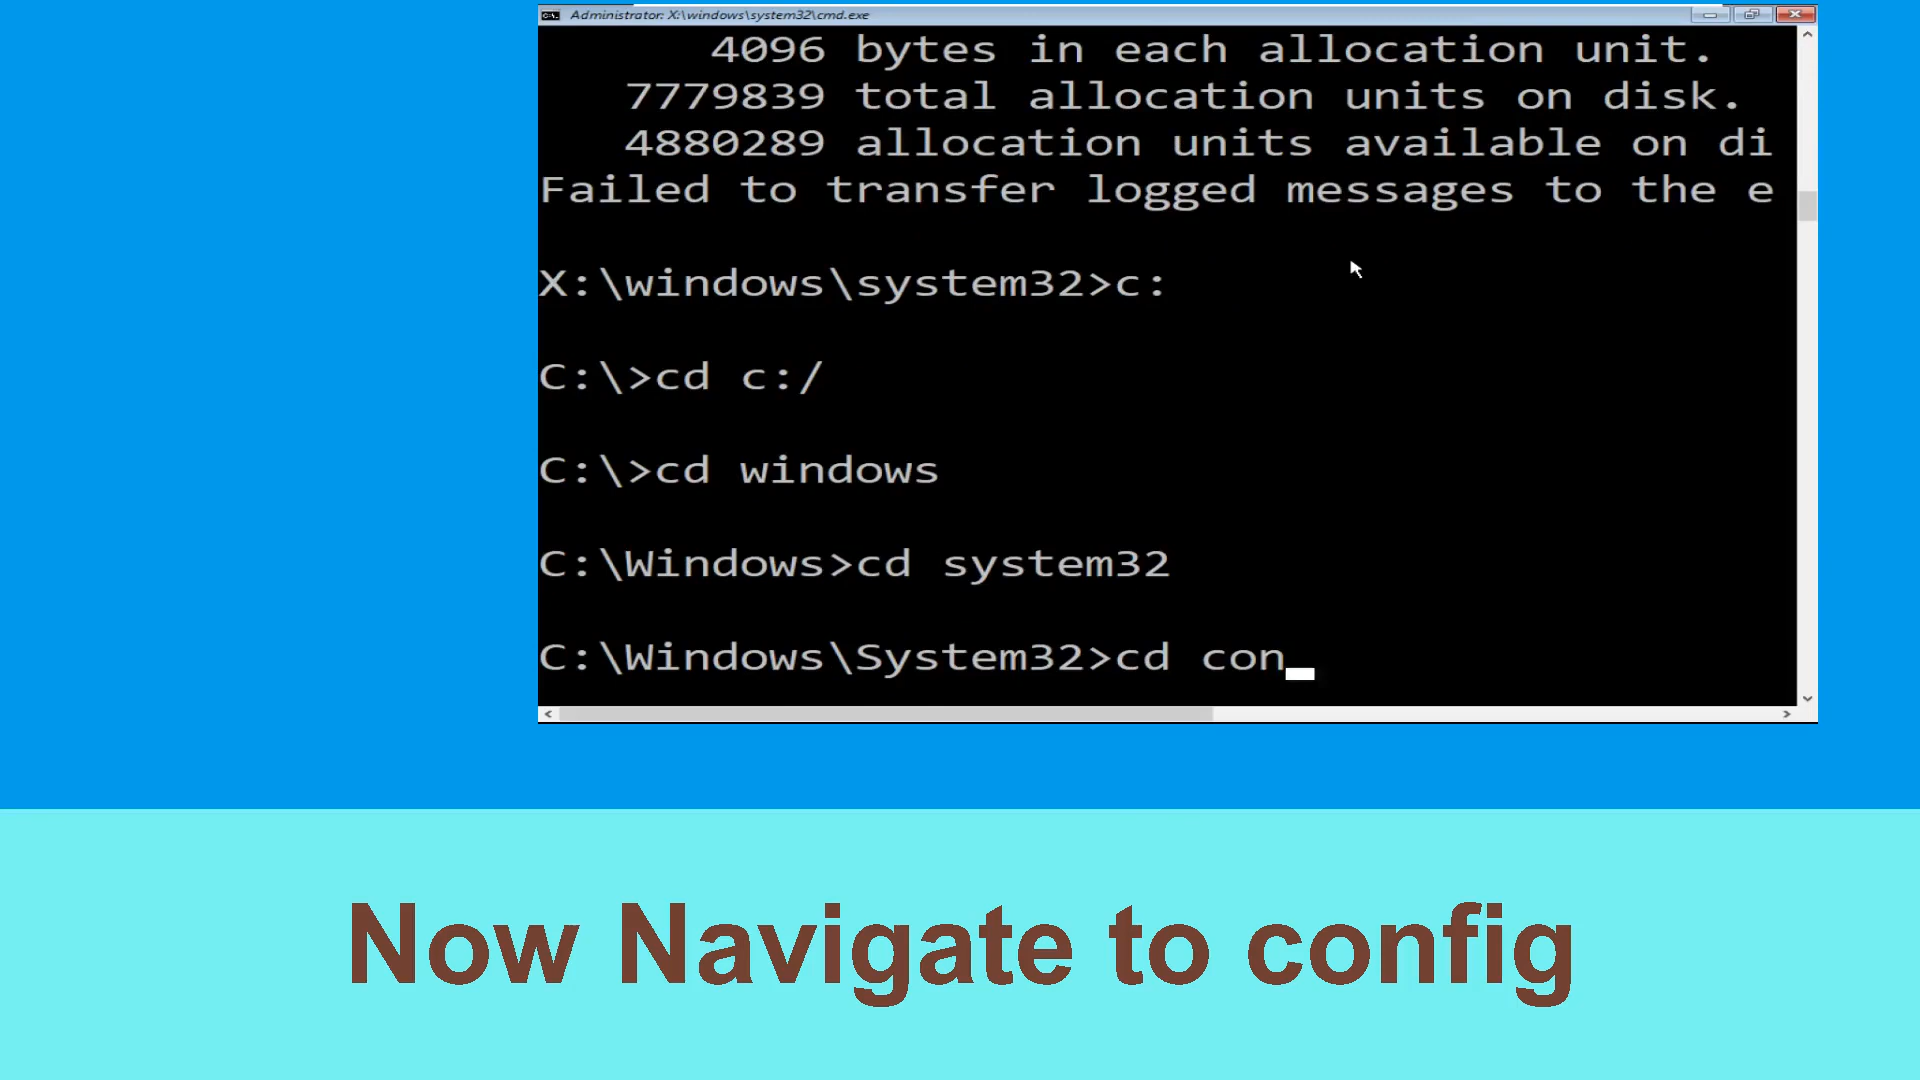 Administrator: X:\windows\system32\cmd.exe
4096 bytes in each allocation unit.
7779839 total allocation units on disk.
4880289 allocation units available on di
Failed to transfer logged messages to the e
X:\windows\system32>c:
C:\>cd c:/
C:\>cd windows
C:\Windows>cd system32
C:\Windows\System32>cd con
Now Navigate to config